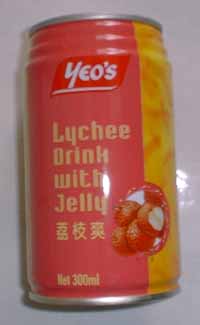 YEO'S
Lychee
Drink
with
Jelly
荔枝爽
Net 300ml